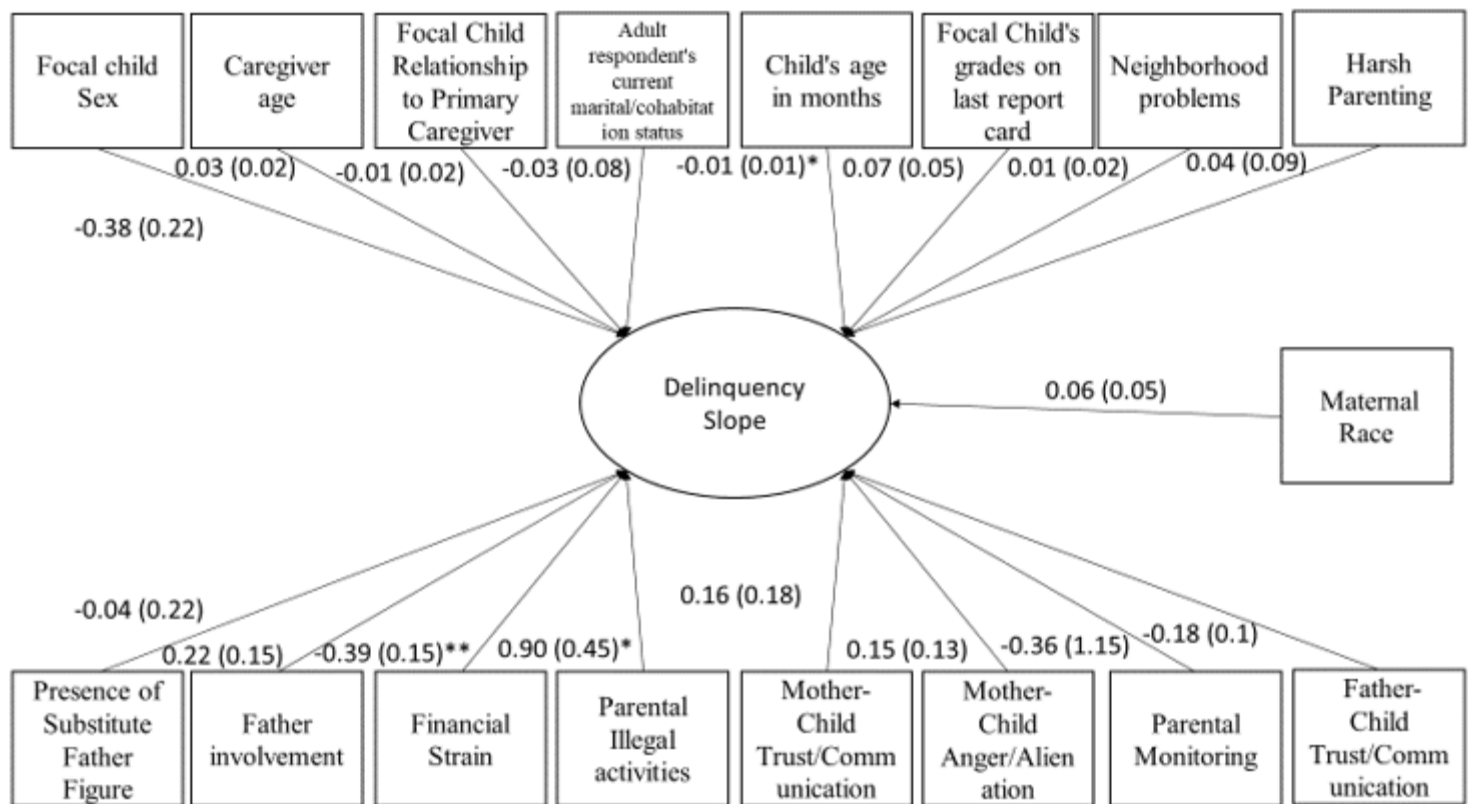 Focal child
Sex
Caregiver
age
Focal Child
Relationship
to Primary
Caregiver
Adult
respondent's
current
marital/cohabitat
ion status
Child's age
in months
Focal Child's
grades on
last report
card
Neighborhood
problems
Harsh
Parenting
0.03 (0.02)
-0.01 (0.02)
-0.03 (0.08)
-0.01 (0.01)*
0.07 (0.05)
0.01 (0.02)
0.04 (0.09)
-0.38 (0.22)
Delinquency
Slope
0.06 (0.05)
Maternal
Race
-0.04 (0.22)
0.22 (0.15)
-0.39 (0.15)**
0.90 (0.45)*
0.16 (0.18)
0.15 (0.13)
-0.36 (1.15)
-0.18 (0.1)
Presence of
Substitute
Father
Figure
Father
involvement
Financial
Strain
Parental
Illegal
activities
Mother-
Child
Trust/Comm
unication
Mother-
Child
Anger/Alien
ation
Parental
Monitoring
Father-
Child
Trust/Comm
unication